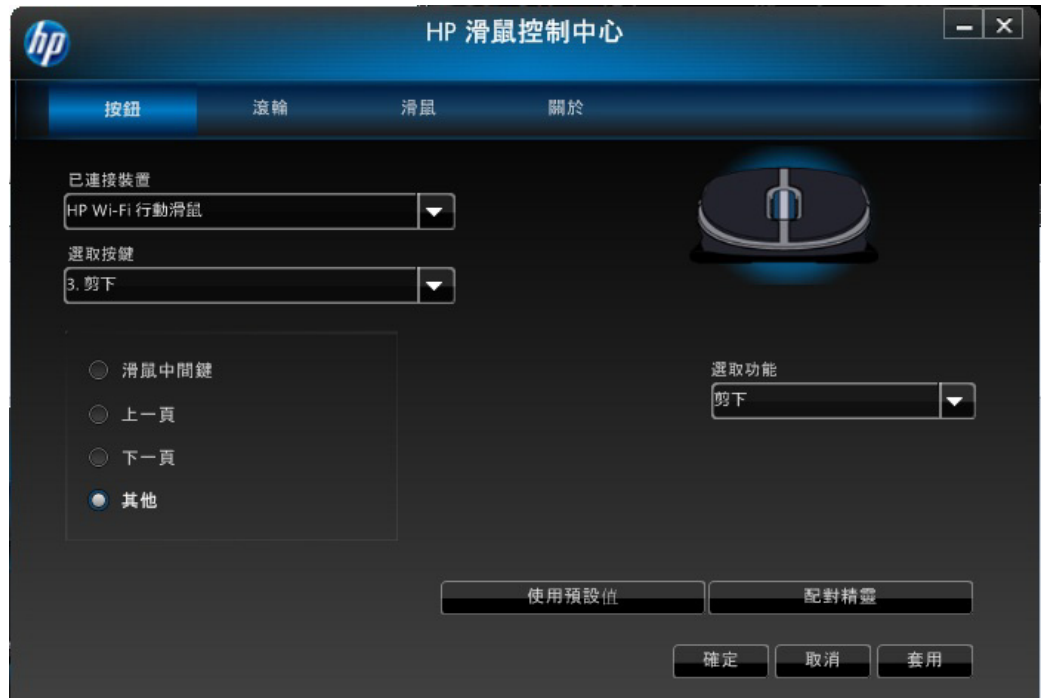 hp
HP 滑鼠控制中心
按鈕 滾輪 滑鼠 關於
已連接裝置
HP Wi-Fi 行動滑鼠
選取按鍵
3. 剪下
滑鼠中間鍵
上一頁
下一頁
其他
選取功能
剪下
使用預設值 配對精靈
確定 取消 套用